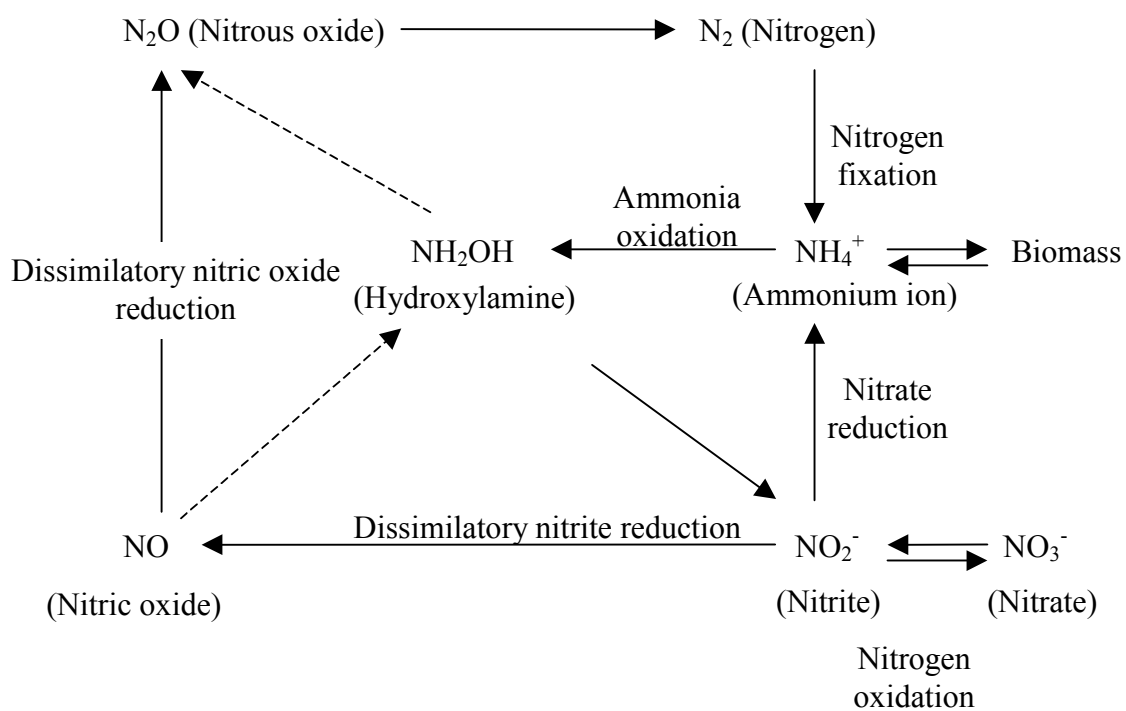 N₂O (Nitrous oxide)
N₂ (Nitrogen)
Nitrogen
fixation
Ammonia
oxidation
NH₂OH
(Hydroxylamine)
NH₄⁺
(Ammonium ion)
Biomass
Dissimilatory nitric oxide
reduction
Nitrate
reduction
Dissimilatory nitrite reduction
NO
(Nitric oxide)
NO₂⁻
(Nitrite)
NO₃⁻
(Nitrate)
Nitrogen
oxidation